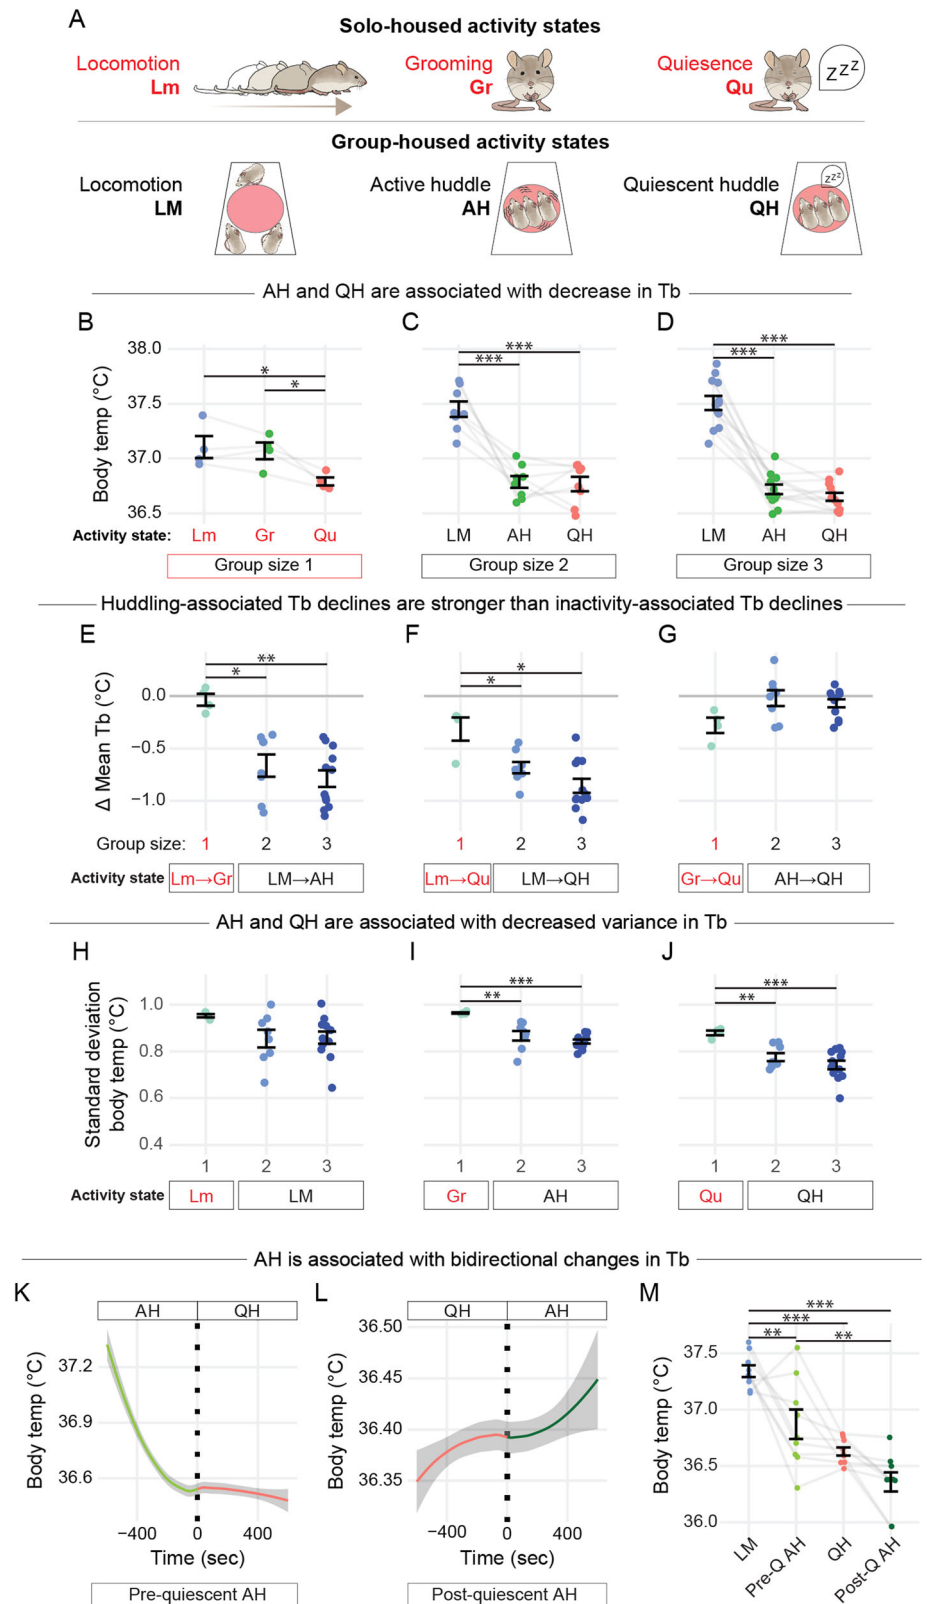 A
Solo-housed activity states
Locomotion Grooming Quiesence
Lm Gr Qu
zzz
Group-housed activity states
Locomotion Active huddle Quiescent huddle
LM AH QH
zzz
AH and QH are associated with decrease in Tb
B C D
38.0
37.5
37.0
36.5
Body temp (°C)
* *
*** ***
*** ***
Activity state: Lm Gr Qu LM AH QH LM AH QH
Group size 1 Group size 2 Group size 3
Huddling-associated Tb declines are stronger than inactivity-associated Tb declines
E F G
** *
* *
0.0
−0.5
−1.0
Δ Mean Tb (°C)
Group size: 1 2 3 1 2 3 1 2 3
Activity state Lm→Gr LM→AH Lm→Qu LM→QH Gr→Qu AH→QH
AH and QH are associated with decreased variance in Tb
H I J
*** ***
** **
1.0
0.8
0.6
0.4
Standard deviation
body temp (°C)
1 2 3 1 2 3 1 2 3
Activity state Lm LM Gr AH Qu QH
AH is associated with bidirectional changes in Tb
K L M
AH QH
37.2
36.9
36.6
Body temp (°C)
−400 0 400
Time (sec)
Pre-quiescent AH
QH AH
36.50
36.45
36.40
36.35
Body temp (°C)
−400 0 400
Time (sec)
Post-quiescent AH
***
***
** **
37.5
37.0
36.5
36.0
Body temp (°C)
LM Pre-Q AH QH Post-Q AH